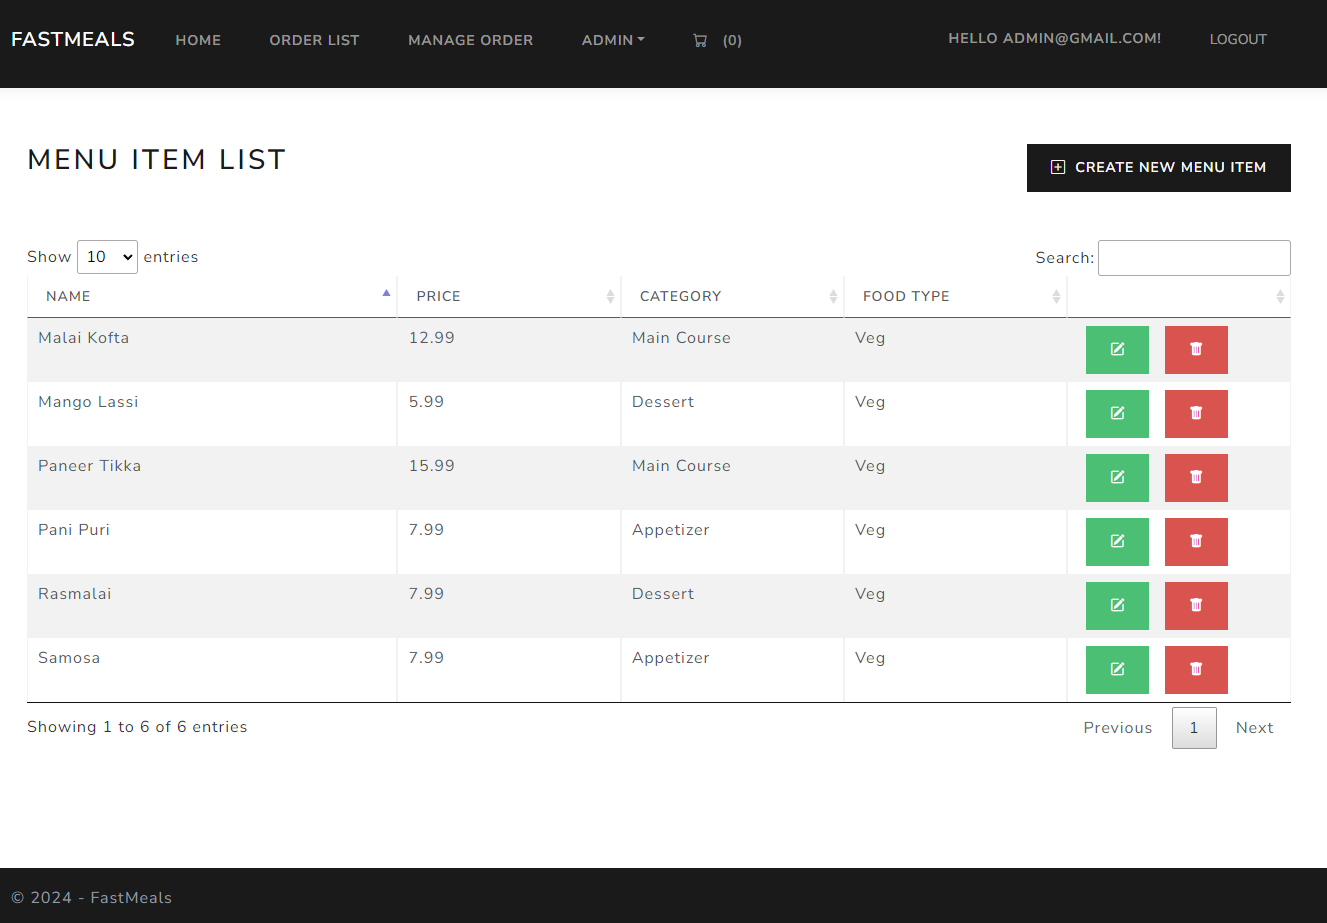 FASTMEALS HOME ORDER LIST MANAGE ORDER ADMIN (0) HELLO ADMIN@GMAIL.COM! LOGOUT
MENU ITEM LIST
CREATE NEW MENU ITEM
Show 10 entries Search:
NAME PRICE CATEGORY FOOD TYPE
Malai Kofta 12.99 Main Course Veg
Mango Lassi 5.99 Dessert Veg
Paneer Tikka 15.99 Main Course Veg
Pani Puri 7.99 Appetizer Veg
Rasmalai 7.99 Dessert Veg
Samosa 7.99 Appetizer Veg
Showing 1 to 6 of 6 entries Previous 1 Next
© 2024 - FastMeals